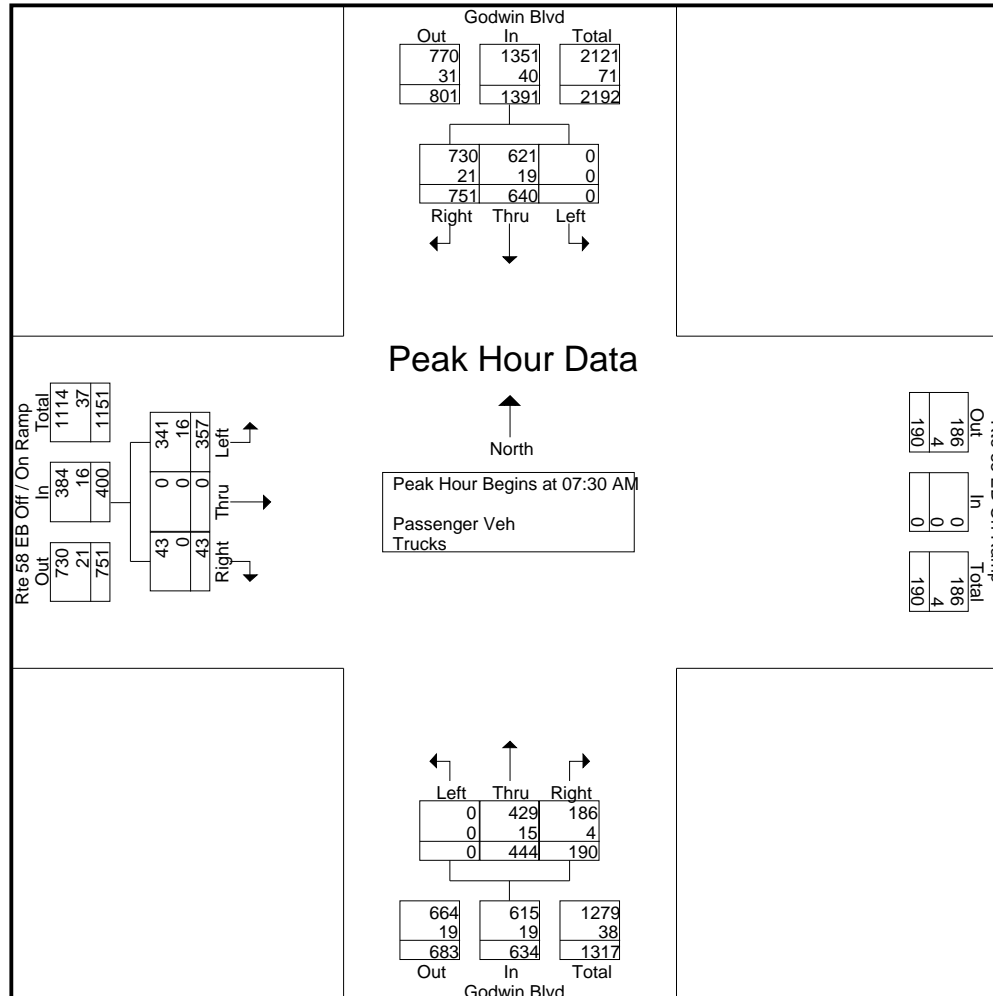 Godwin Blvd
Out In Total
770 1351 2121
31 40 71
801 1391 2192
730 621 0
21 19 0
751 640 0
Right Thru Left
Peak Hour Data
North
Peak Hour Begins at 07:30 AM
Passenger Veh
Trucks
Rte 58 EB Off / On Ramp
Out In Total
730 384 1114
21 16 37
751 400 1151
341 16 357
0 0 0
43 0 43
Left
Thru
Right
Out In Total
186 0 186
4 0 4
190 0 190
Left Thru Right
0 429 186
0 15 4
0 444 190
664 615 1279
19 19 38
683 634 1317
Out In Total
Godwin Blvd